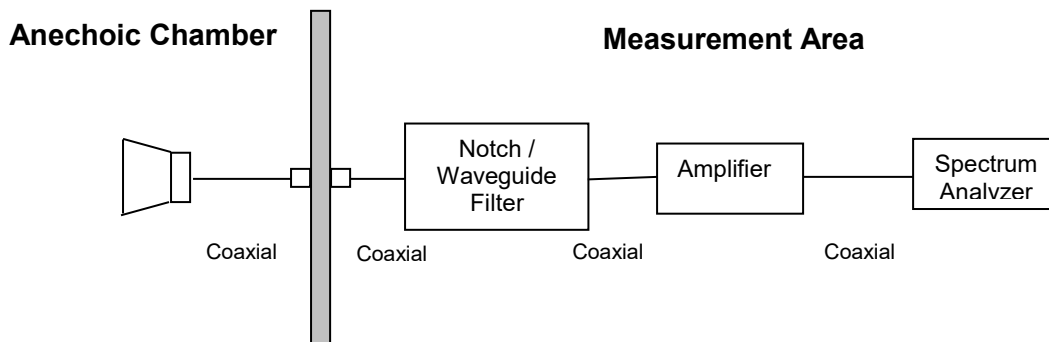 Anechoic Chamber
Measurement Area
Notch /
Waveguide
Filter
Amplifier
Spectrum
Analyzer
Coaxial
Coaxial
Coaxial
Coaxial